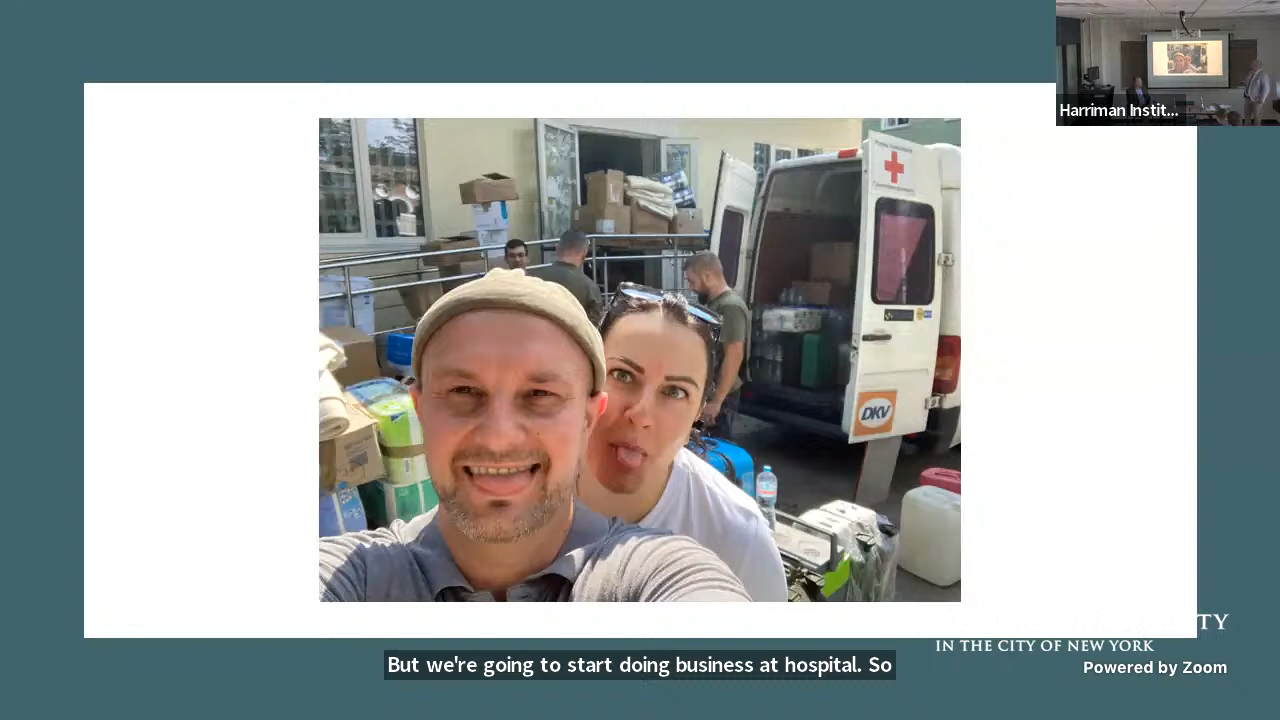 Harriman Instit...
DKV
TY
IN THE CITY OF NEW YORK
But we're going to start doing business at hospital. So
Powered by Zoom